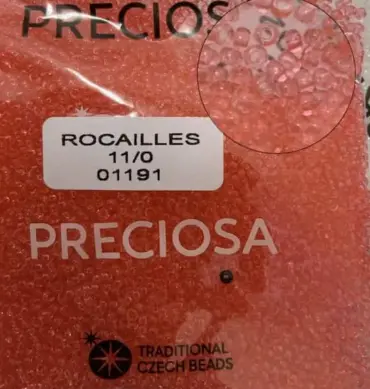 PRECIOS
ROCAILLES
11/0
01191
PRECIOSA
TRADITIONAL
CZECH BEADS